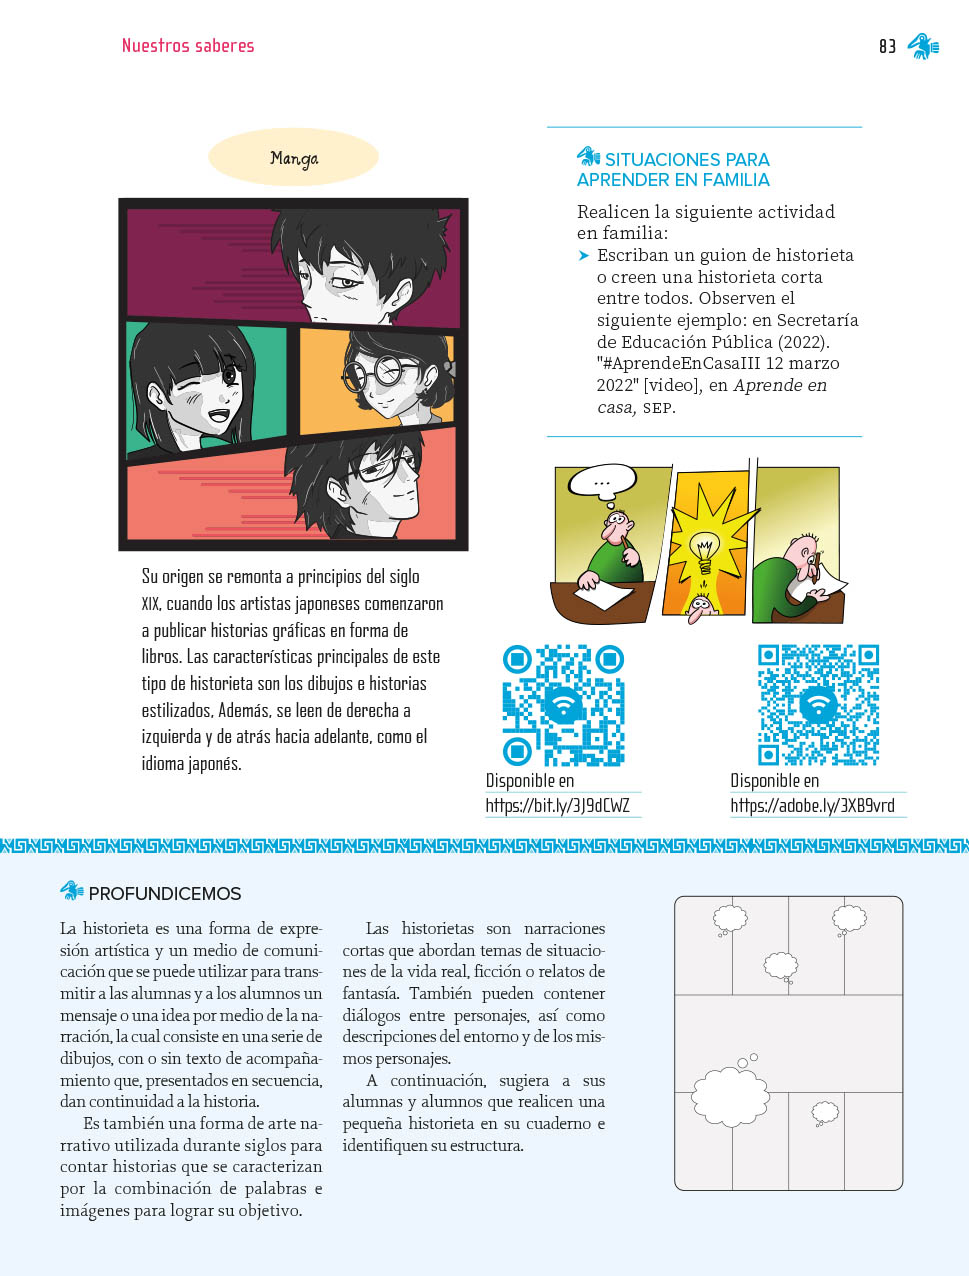 Nuestros saberes
83
Manga
Su origen se remonta a principios del siglo
XIX, cuando los artistas japoneses comenzaron
a publicar historias gráficas en forma de
libros. Las características principales de este
tipo de historieta son los dibujos e historias
estilizados, Además, se leen de derecha a
izquierda y de atrás hacia adelante, como el
idioma japonés.
SITUACIONES PARA
APRENDER EN FAMILIA
Realicen la siguiente actividad
en familia:
➤ Escriban un guion de historieta
o creen una historieta corta
entre todos. Observen el
siguiente ejemplo: en Secretaría
de Educación Pública (2022).
"#AprendeEnCasaIII 12 marzo
2022" [video], en Aprende en
casa, SEP.
...
Disponible en
https://bit.ly/3J9dCWZ
Disponible en
https://adobe.ly/3XB9vrd
PROFUNDICEMOS
La historieta es una forma de expre-
sión artística y un medio de comuni-
cación que se puede utilizar para trans-
mitir a las alumnas y a los alumnos un
mensaje o una idea por medio de la na-
rración, la cual consiste en una serie de
dibujos, con o sin texto de acompaña-
miento que, presentados en secuencia,
dan continuidad a la historia.
Es también una forma de arte na-
rrativo utilizada durante siglos para
contar historias que se caracterizan
por la combinación de palabras e
imágenes para lograr su objetivo.
Las historietas son narraciones
cortas que abordan temas de situacio-
nes de la vida real, ficción o relatos de
fantasía. También pueden contener
diálogos entre personajes, así como
descripciones del entorno y de los mis-
mos personajes.
A continuación, sugiera a sus
alumnas y alumnos que realicen una
pequeña historieta en su cuaderno e
identifiquen su estructura.